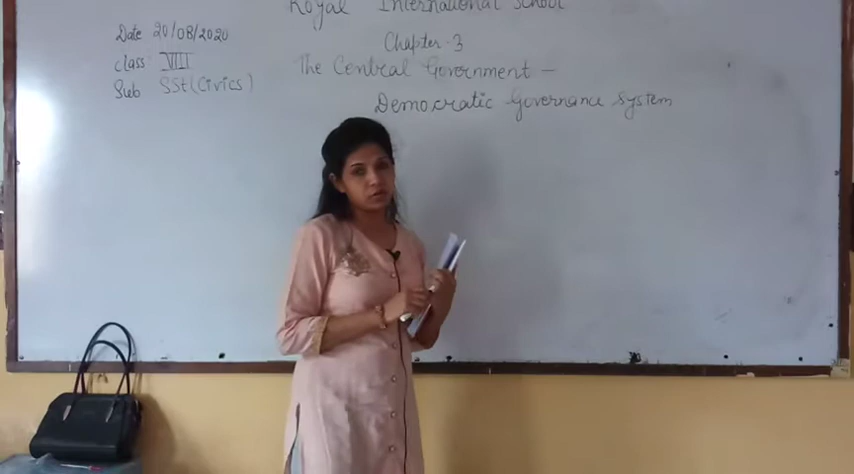 Royal International School
Date 20/08/2020
Chapter-3
Class VIII
The Central Government -
Sub SSt (Civics)
Democratic Governance System